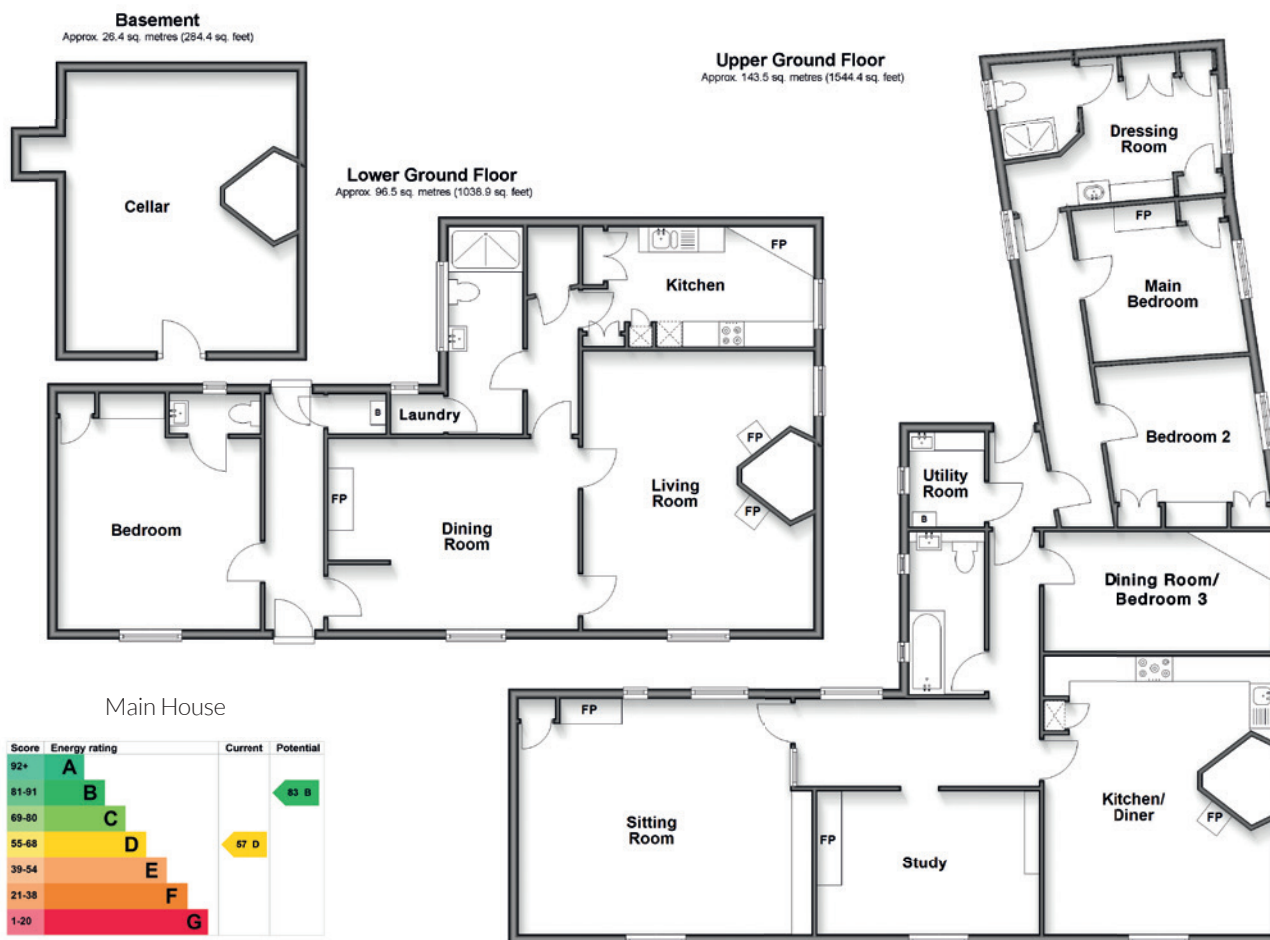 Basement
Approx. 26.4 sq. metres (284.4 sq. feet)
Cellar
Lower Ground Floor
Approx. 96.5 sq. metres (1038.9 sq. feet)
Kitchen
FP
Laundry
B
Bedroom
FP
Dining
Room
Living
Room
FP
FP
Upper Ground Floor
Approx. 143.5 sq. metres (1544.4 sq. feet)
Dressing
Room
FP
Main
Bedroom
Bedroom 2
Utility
Room
B
Dining Room/
Bedroom 3
Kitchen/
Diner
FP
FP
Sitting
Room
FP
Study
Main House
Score Energy rating Current Potential
92+ A
81-91 B 83 B
69-80 C
55-68 D 57 D
39-54 E
21-38 F
1-20 G